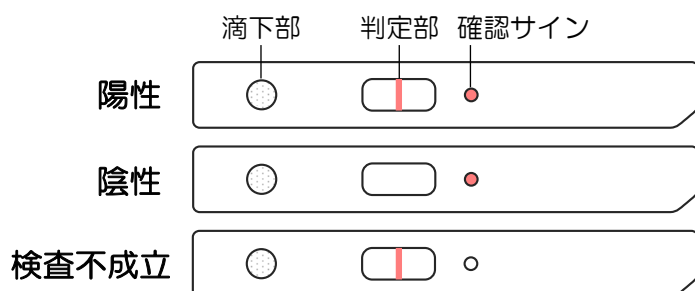 滴下部 判定部 確認サイン
陽性
陰性
検査不成立